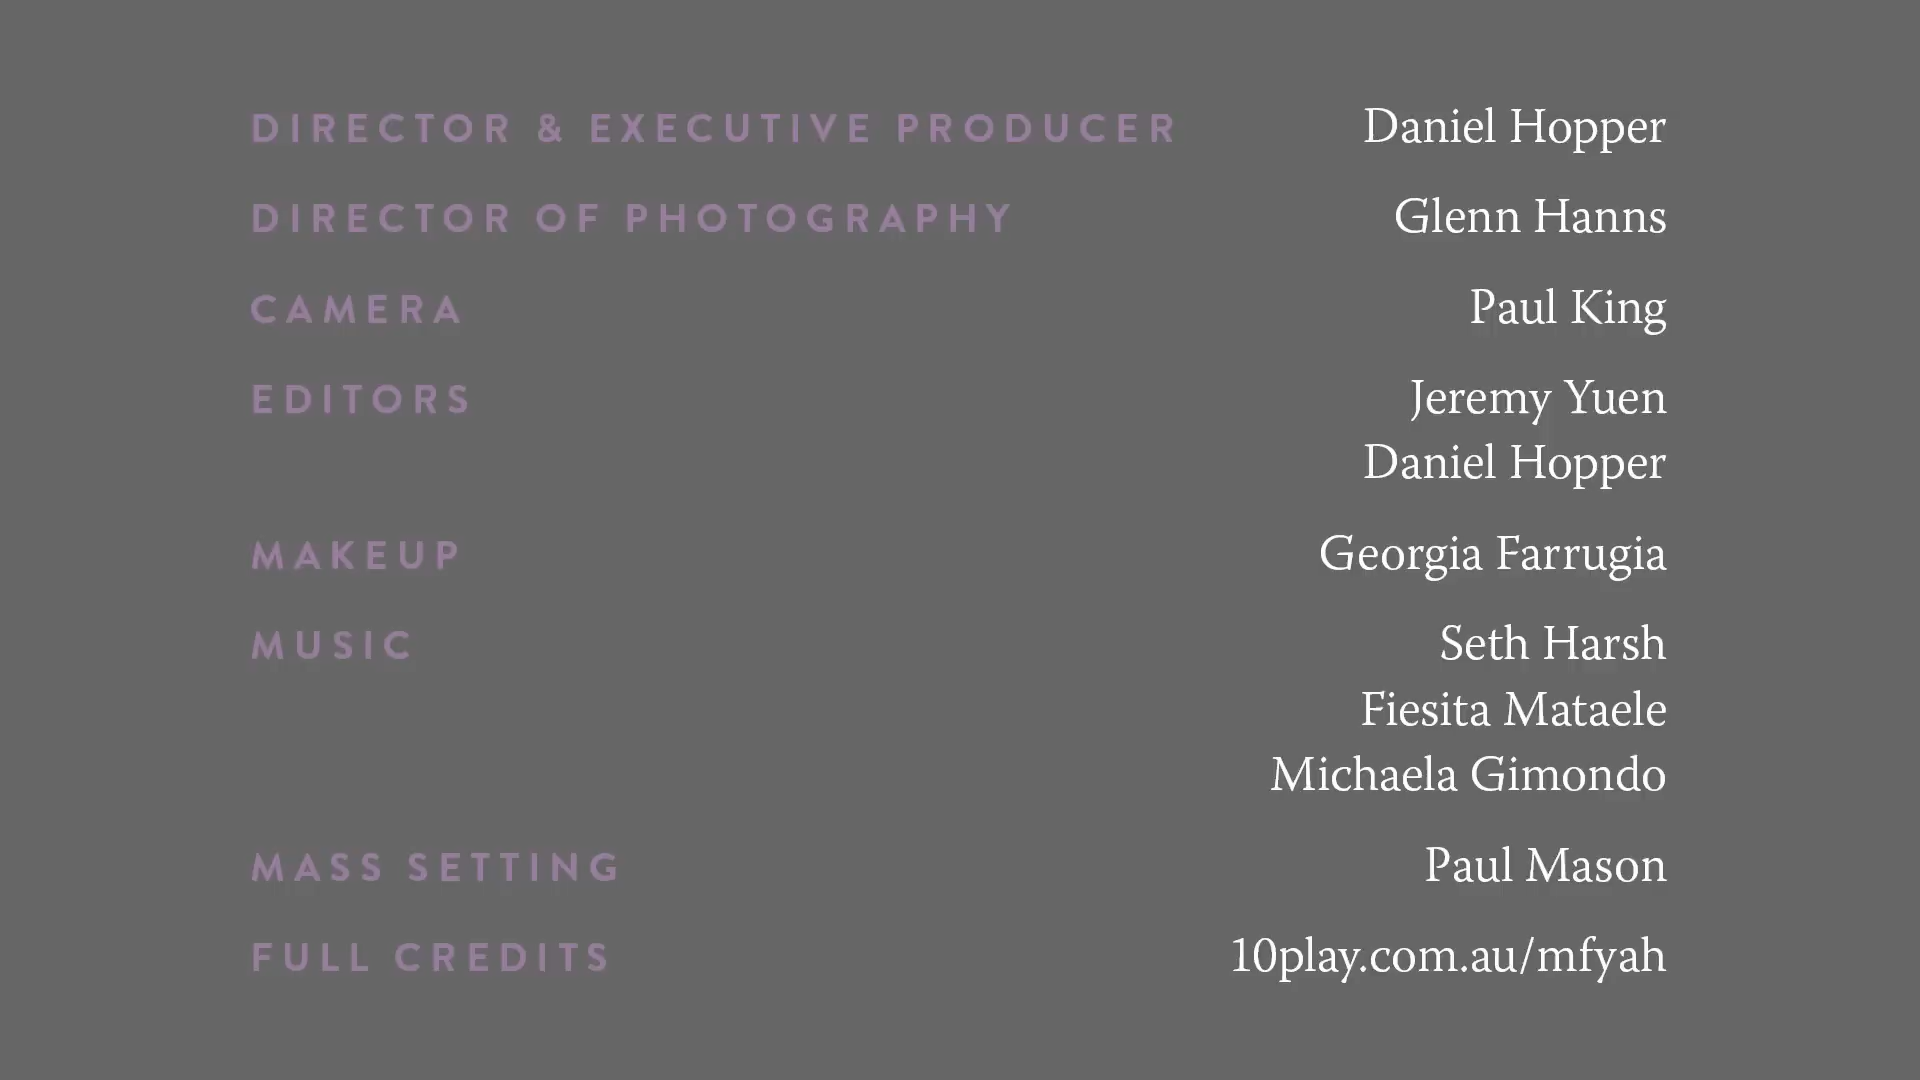 DIRECTOR & EXECUTIVE PRODUCER Daniel Hopper
DIRECTOR OF PHOTOGRAPHY Glenn Hanns
CAMERA Paul King
EDITORS Jeremy Yuen
Daniel Hopper
MAKEUP Georgia Farrugia
MUSIC Seth Harsh
Fiesita Mataele
Michaela Gimondo
MASS SETTING Paul Mason
FULL CREDITS 10play.com.au/mfyah